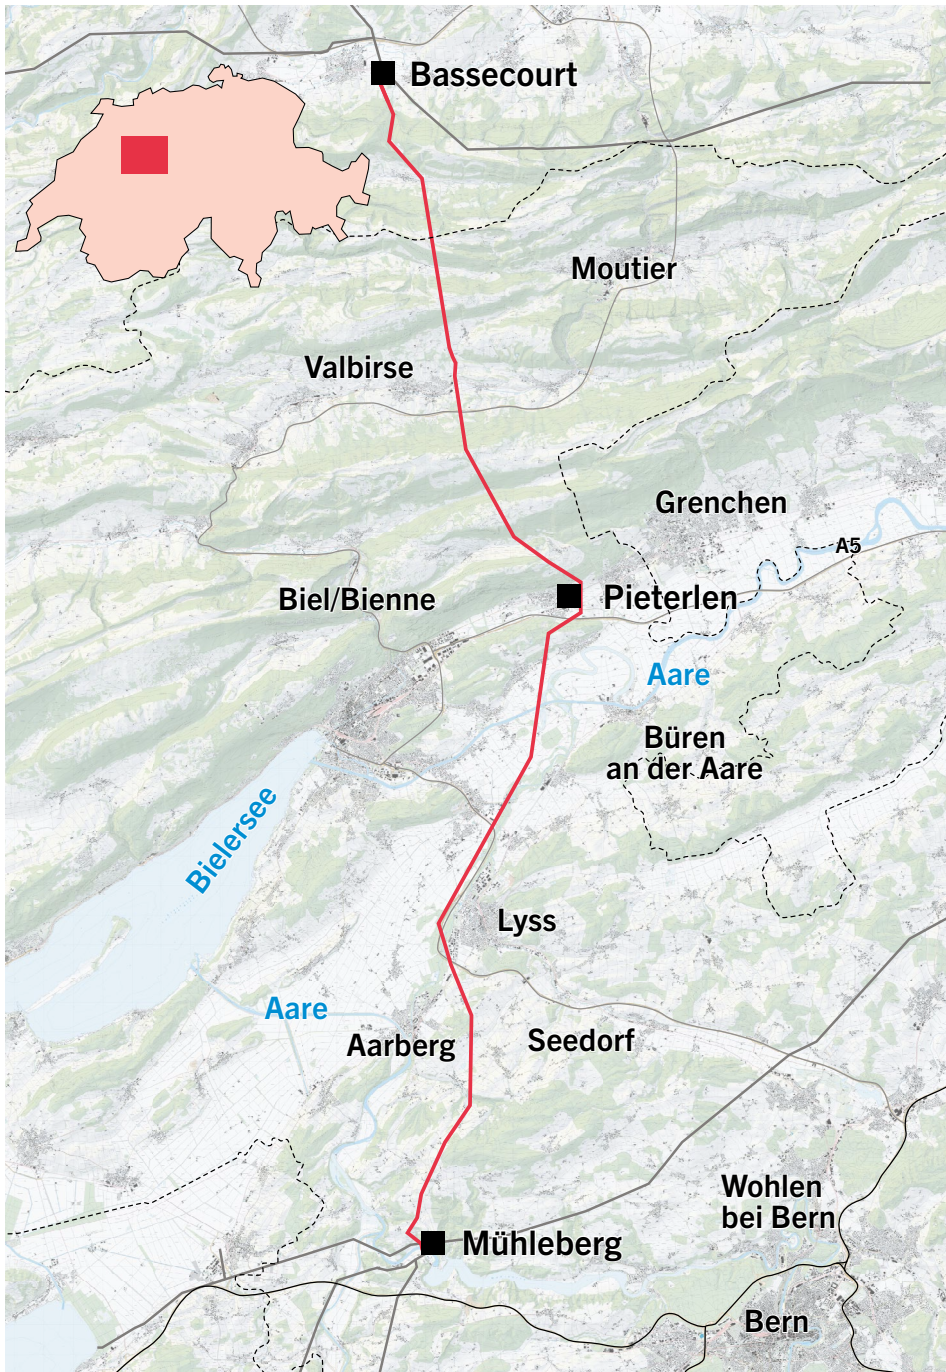 Bassecourt
Moutier
Valbirse
Grenchen
A5
Biel/Bienne
Pieterlen
Aare
Büren
an der Aare
Bielersee
Lyss
Aare
Seedorf
Aarberg
Wohlen
bei Bern
Mühleberg
Bern